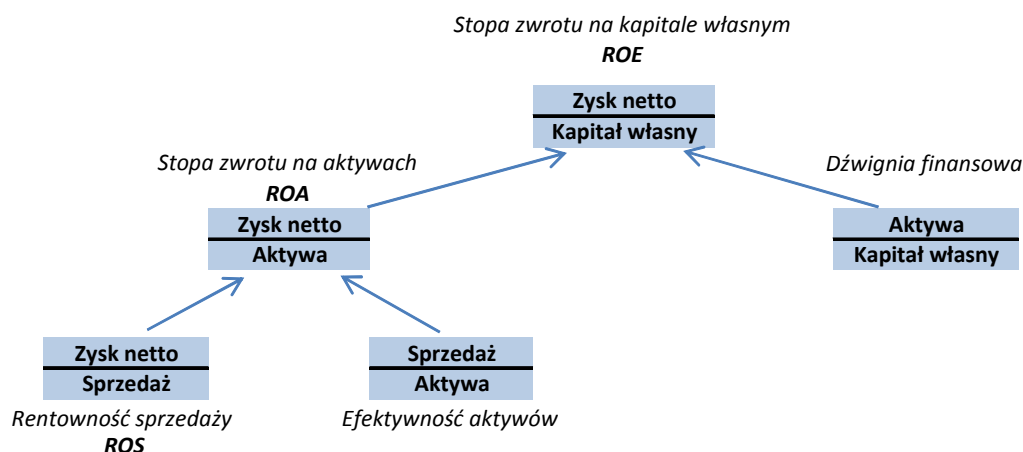 Stopa zwrotu na kapitale własnym
ROE
Zysk netto
Kapitał własny
Stopa zwrotu na aktywach
ROA
Zysk netto
Aktywa
Dźwignia finansowa
Aktywa
Kapitał własny
Zysk netto
Sprzedaż
Rentowność sprzedaży
ROS
Sprzedaż
Aktywa
Efektywność aktywów